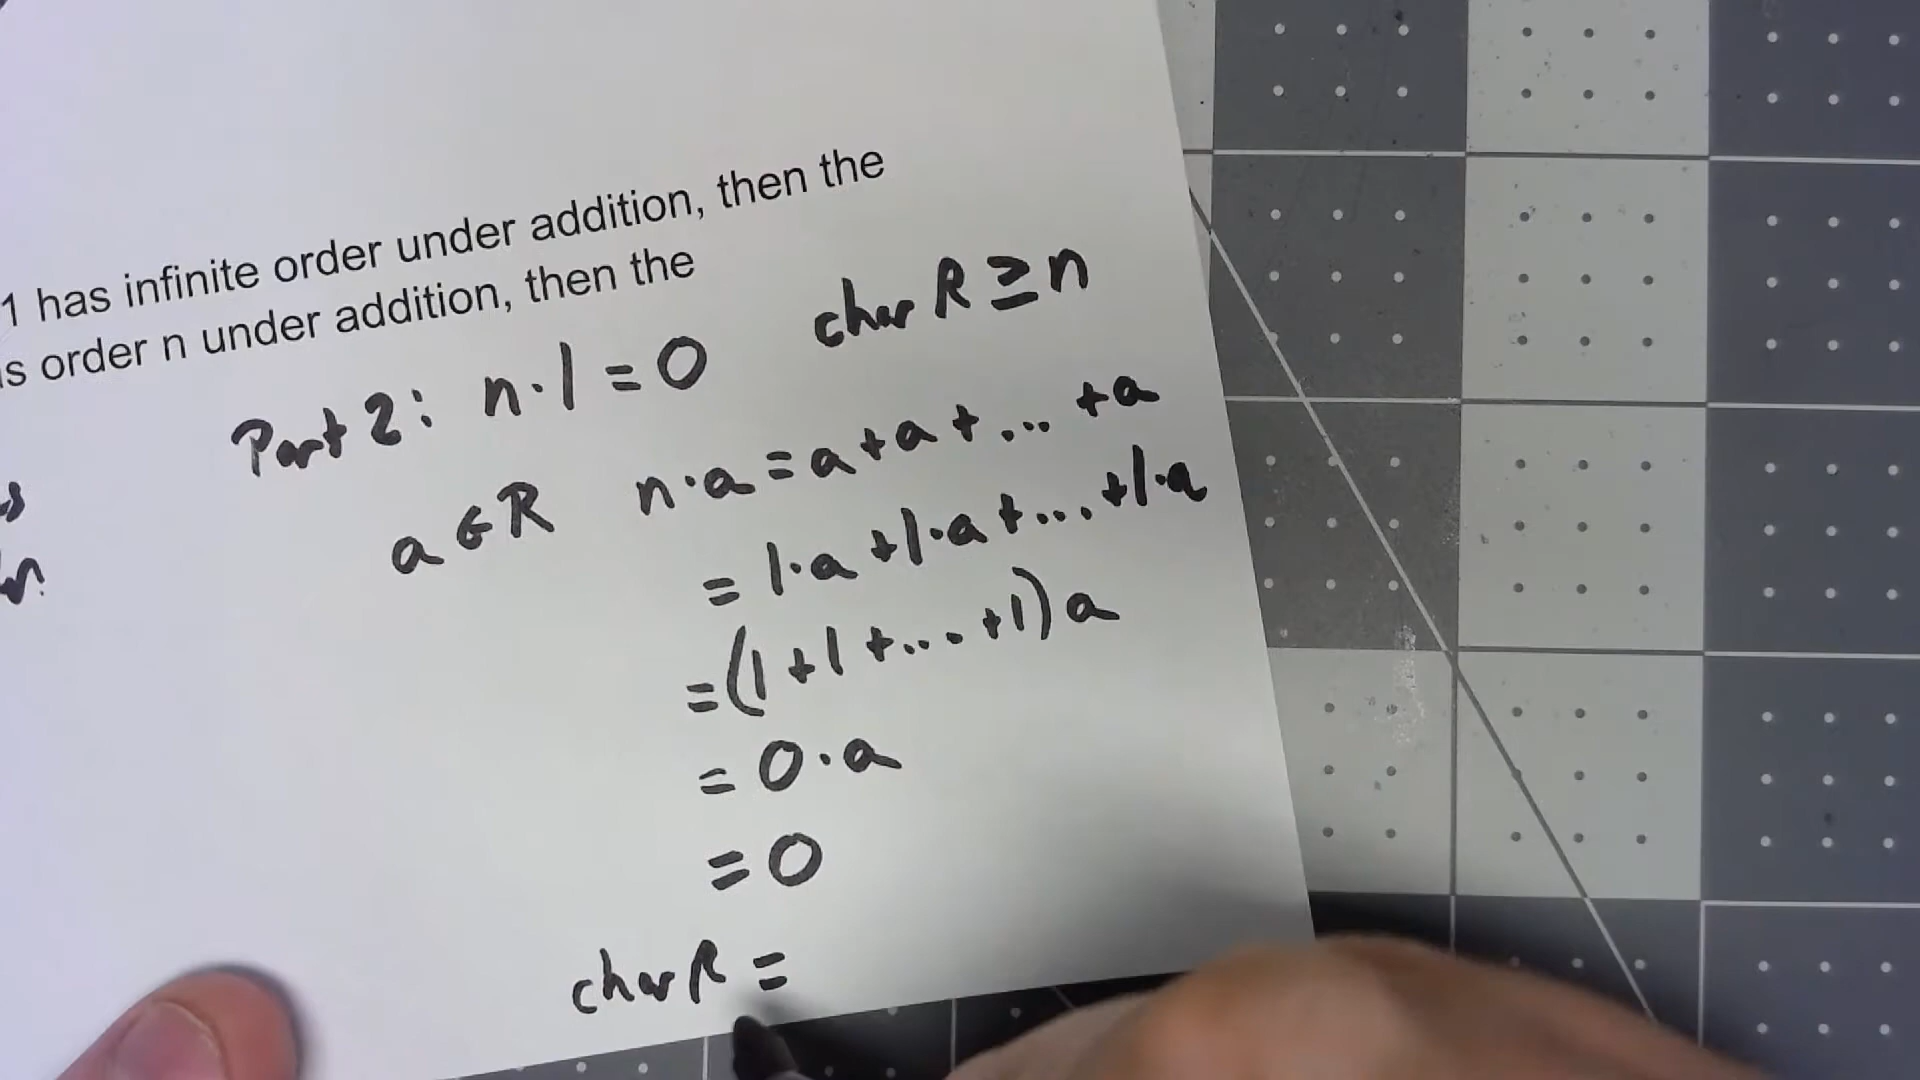 1 has infinite order under addition, then the
s order n under addition, then the
Part 2: n·1=0 char R ≥ n
a ∈ R n·a = a+a+...+a
= 1·a+1·a+...+1·a
=(1+1+...+1)a
= 0·a
= 0
char R =